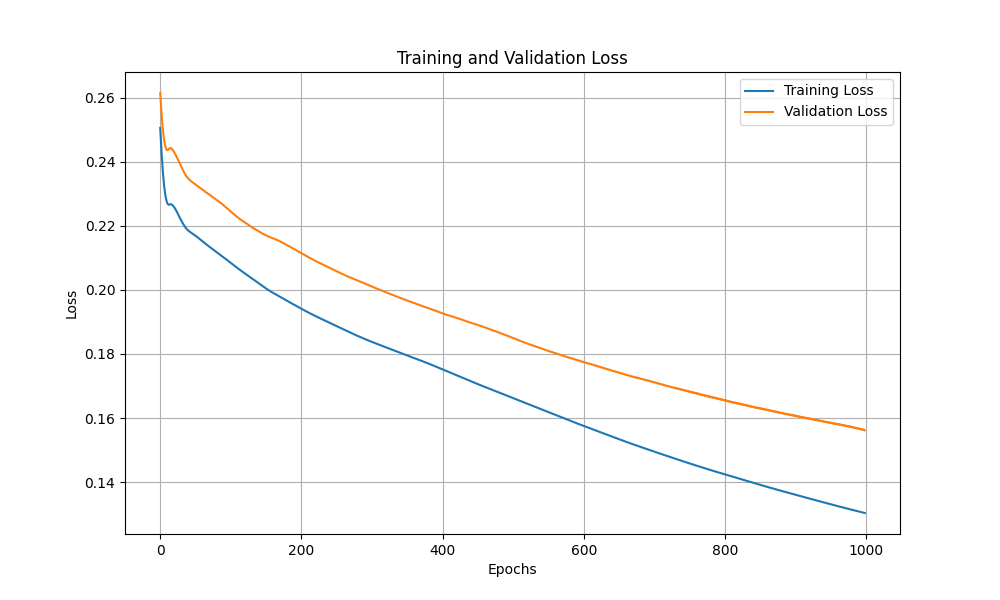 Training and Validation Loss
Training Loss
Validation Loss
0.26
0.24
0.22
0.20
0.18
0.16
0.14
Loss
0 200 400 600 800 1000
Epochs